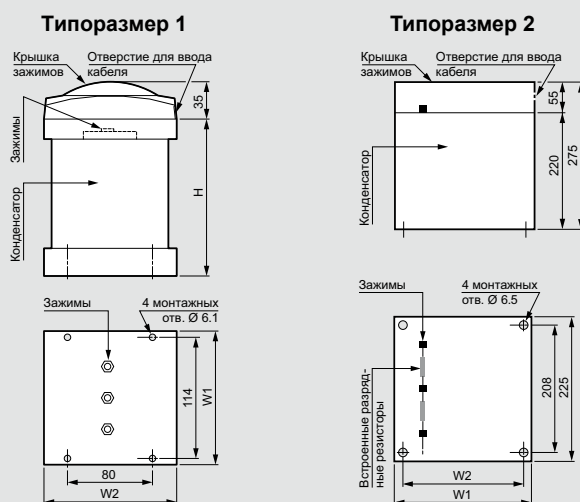 Типоразмер 1
Крышка
зажимов
Отверстие для ввода
кабеля
35
Зажимы
Конденсатор
H
Зажимы
4 монтажных
отв. Ø 6.1
114
W1
80
W2
Типоразмер 2
Крышка
зажимов
Отверстие для ввода
кабеля
55
275
220
Конденсатор
Зажимы
4 монтажных
отв. Ø 6.5
Встроенные разряд-
ные резисторы
208
225
W2
W1